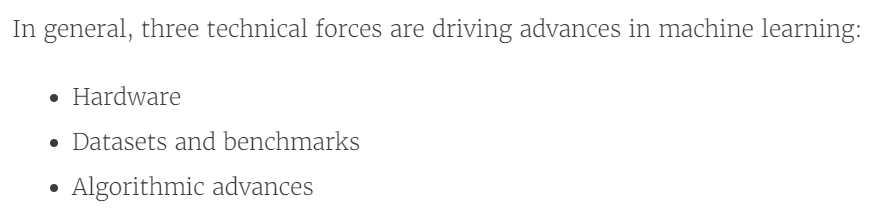 In general, three technical forces are driving advances in machine learning:
• Hardware
• Datasets and benchmarks
• Algorithmic advances